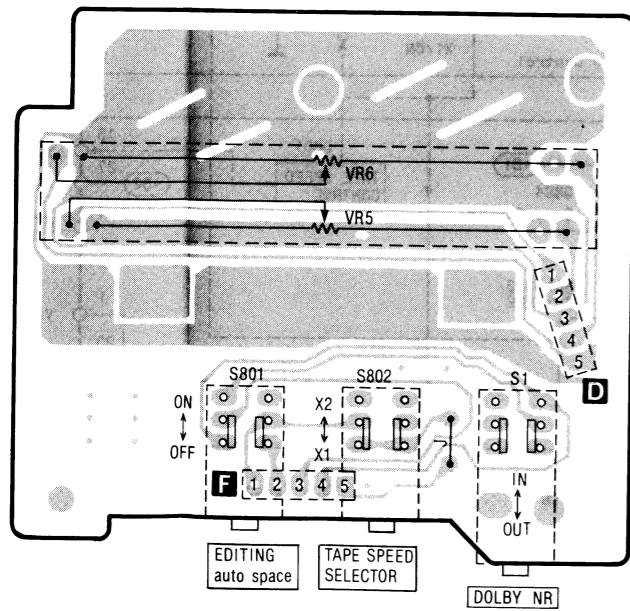 VR6
VR5
1
2
3
4
5
D
S801
S802
S1
ON
OFF
X2
X1
IN
OUT
F
1 2 3 4 5
EDITING
auto space
TAPE SPEED
SELECTOR
DOLBY NR